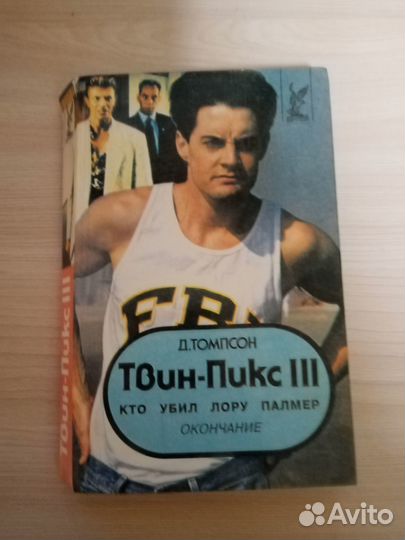 FBI
Д.ТОМПСОН
ТВин-Пикс III
КТО УБИЛ ЛОРУ ПАЛМЕР
ОКОНЧАНИЕ
ТВин-Пикс III
Avito